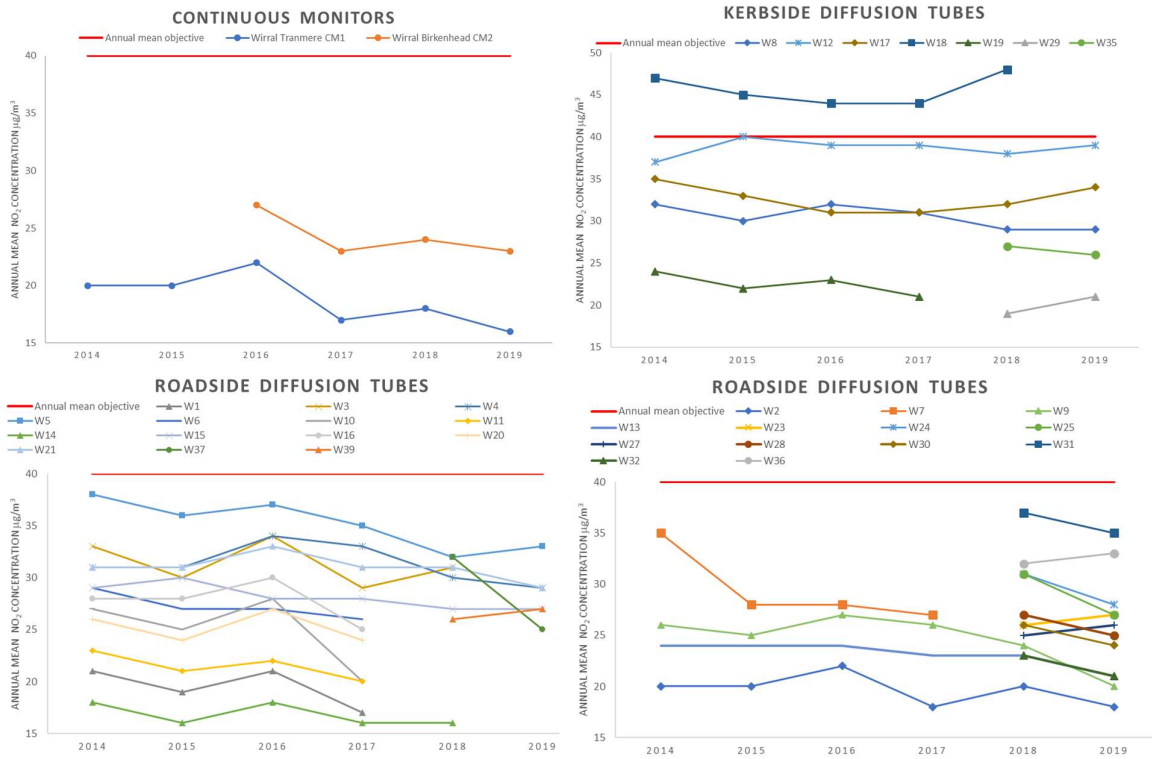 CONTINUOUS MONITORS
Annual mean objective Wirral Tranmere CM1 Wirral Birkenhead CM2
ANNUAL MEAN NO₂ CONCENTRATION µg/m³
40
35
30
25
20
15
2014 2015 2016 2017 2018 2019
KERBSIDE DIFFUSION TUBES
Annual mean objective W8 W12 W17 W18 W19 W29 W35
ANNUAL MEAN NO₂ CONCENTRATION µg/m³
50
45
40
35
30
25
20
15
2014 2015 2016 2017 2018 2019
ROADSIDE DIFFUSION TUBES
Annual mean objective W1 W3 W4
W5 W6 W10 W11
W14 W15 W16 W20
W21 W37 W39
ANNUAL MEAN NO₂ CONCENTRATION µg/m³
40
35
30
25
20
15
2014 2015 2016 2017 2018 2019
ROADSIDE DIFFUSION TUBES
Annual mean objective W2 W7 W9
W13 W23 W24 W25
W27 W28 W30 W31
W32 W36
ANNUAL MEAN NO₂ CONCENTRATION µg/m³
40
35
30
25
20
15
2014 2015 2016 2017 2018 2019